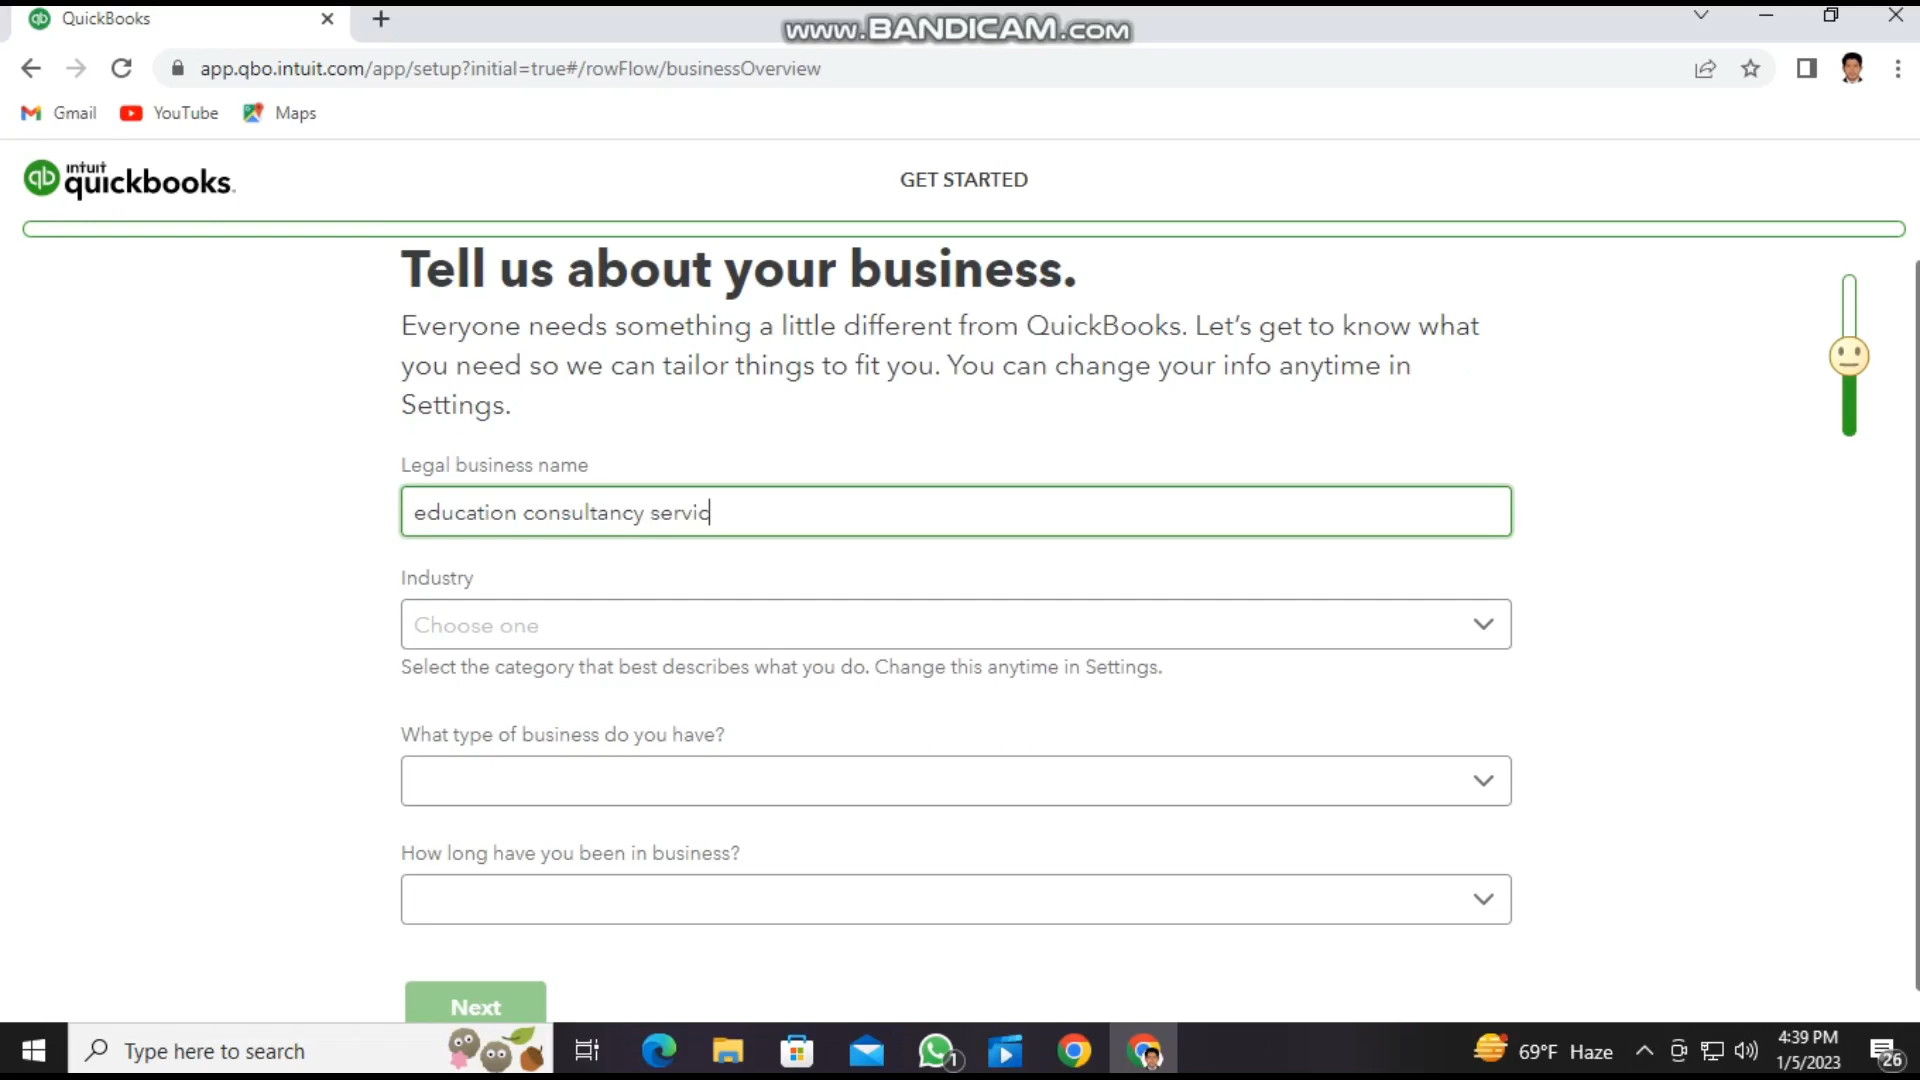 QuickBooks
www.BANDICAM.com
app.qbo.intuit.com/app/setup?initial=true#/rowFlow/businessOverview
Gmail
YouTube
Maps
qb
intuit
quickbooks.
GET STARTED
Tell us about your business.
Everyone needs something a little different from QuickBooks. Let's get to know what
you need so we can tailor things to fit you. You can change your info anytime in
Settings.
Legal business name
education consultancy servic
Industry
Choose one
Select the category that best describes what you do. Change this anytime in Settings.
What type of business do you have?
How long have you been in business?
Next
Type here to search
1
69°F Haze
4:39 PM
1/5/2023
26